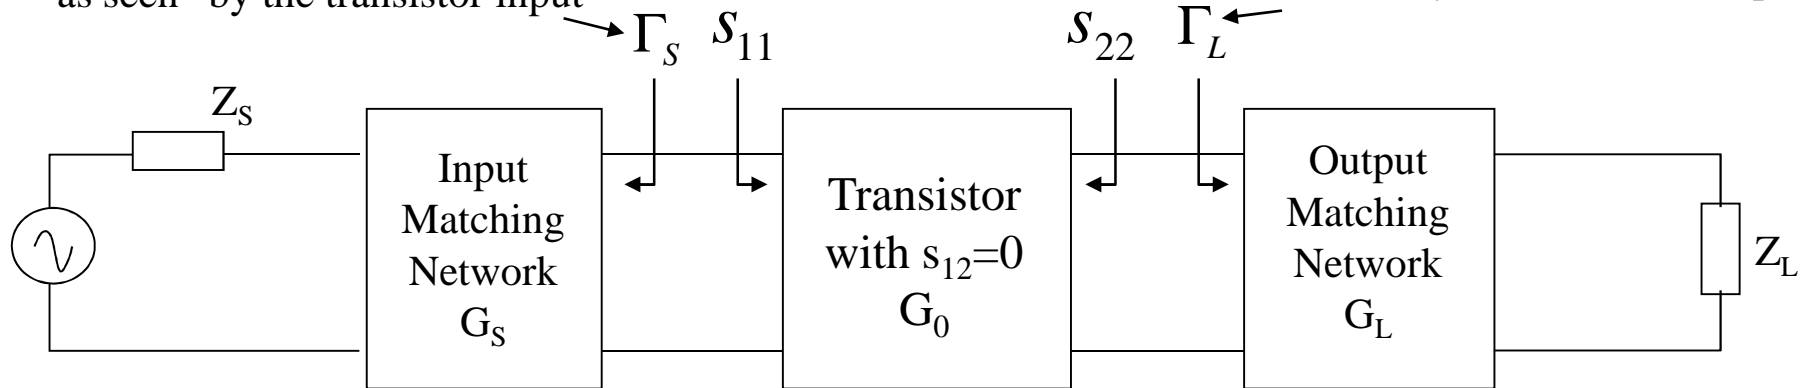 as seen" by the transistor input
Γ_S s_11 s_22 Γ_L
Z_S
Input
Matching
Network
G_S
Transistor
with s_12=0
G_0
Output
Matching
Network
G_L
Z_L